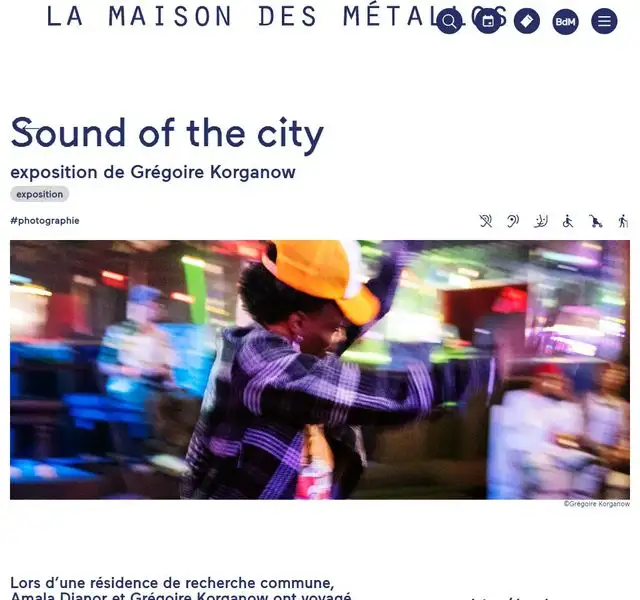 LA MAISON DES MÉTALLOS
BdM
Sound of the city
exposition de Grégoire Korganow
exposition
#photographie
©Grégoire Korganow
Lors d’une résidence de recherche commune,
Amala Dianor et Grégoire Korganow ont voyagé